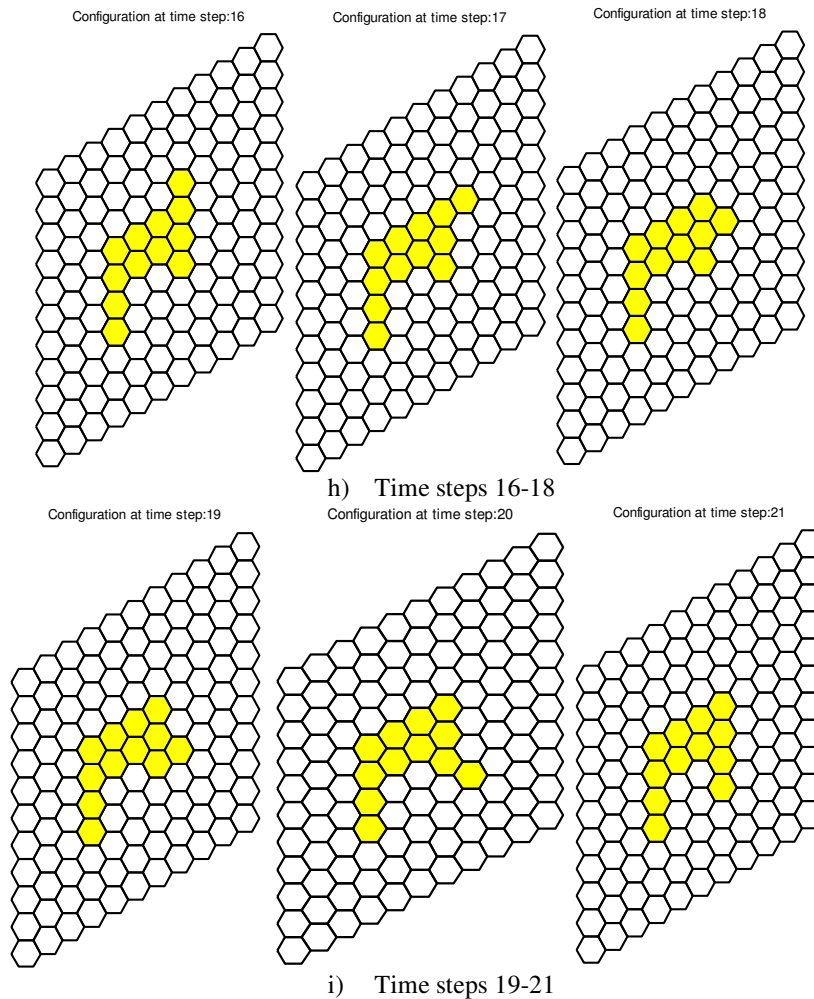 Configuration at time step:16
Configuration at time step:17
Configuration at time step:18
h) Time steps 16-18
Configuration at time step:19
Configuration at time step:20
Configuration at time step:21
i) Time steps 19-21